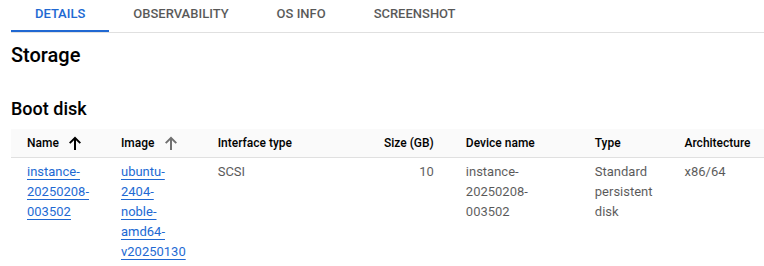 DETAILS OBSERVABILITY OS INFO SCREENSHOT
Storage
Boot disk
Name Image Interface type Size (GB) Device name Type Architecture
instance- ubuntu- SCSI 10 instance- Standard x86/64
20250208- 2404- 20250208- persistent
003502 noble- 003502 disk
amd64-
v20250130